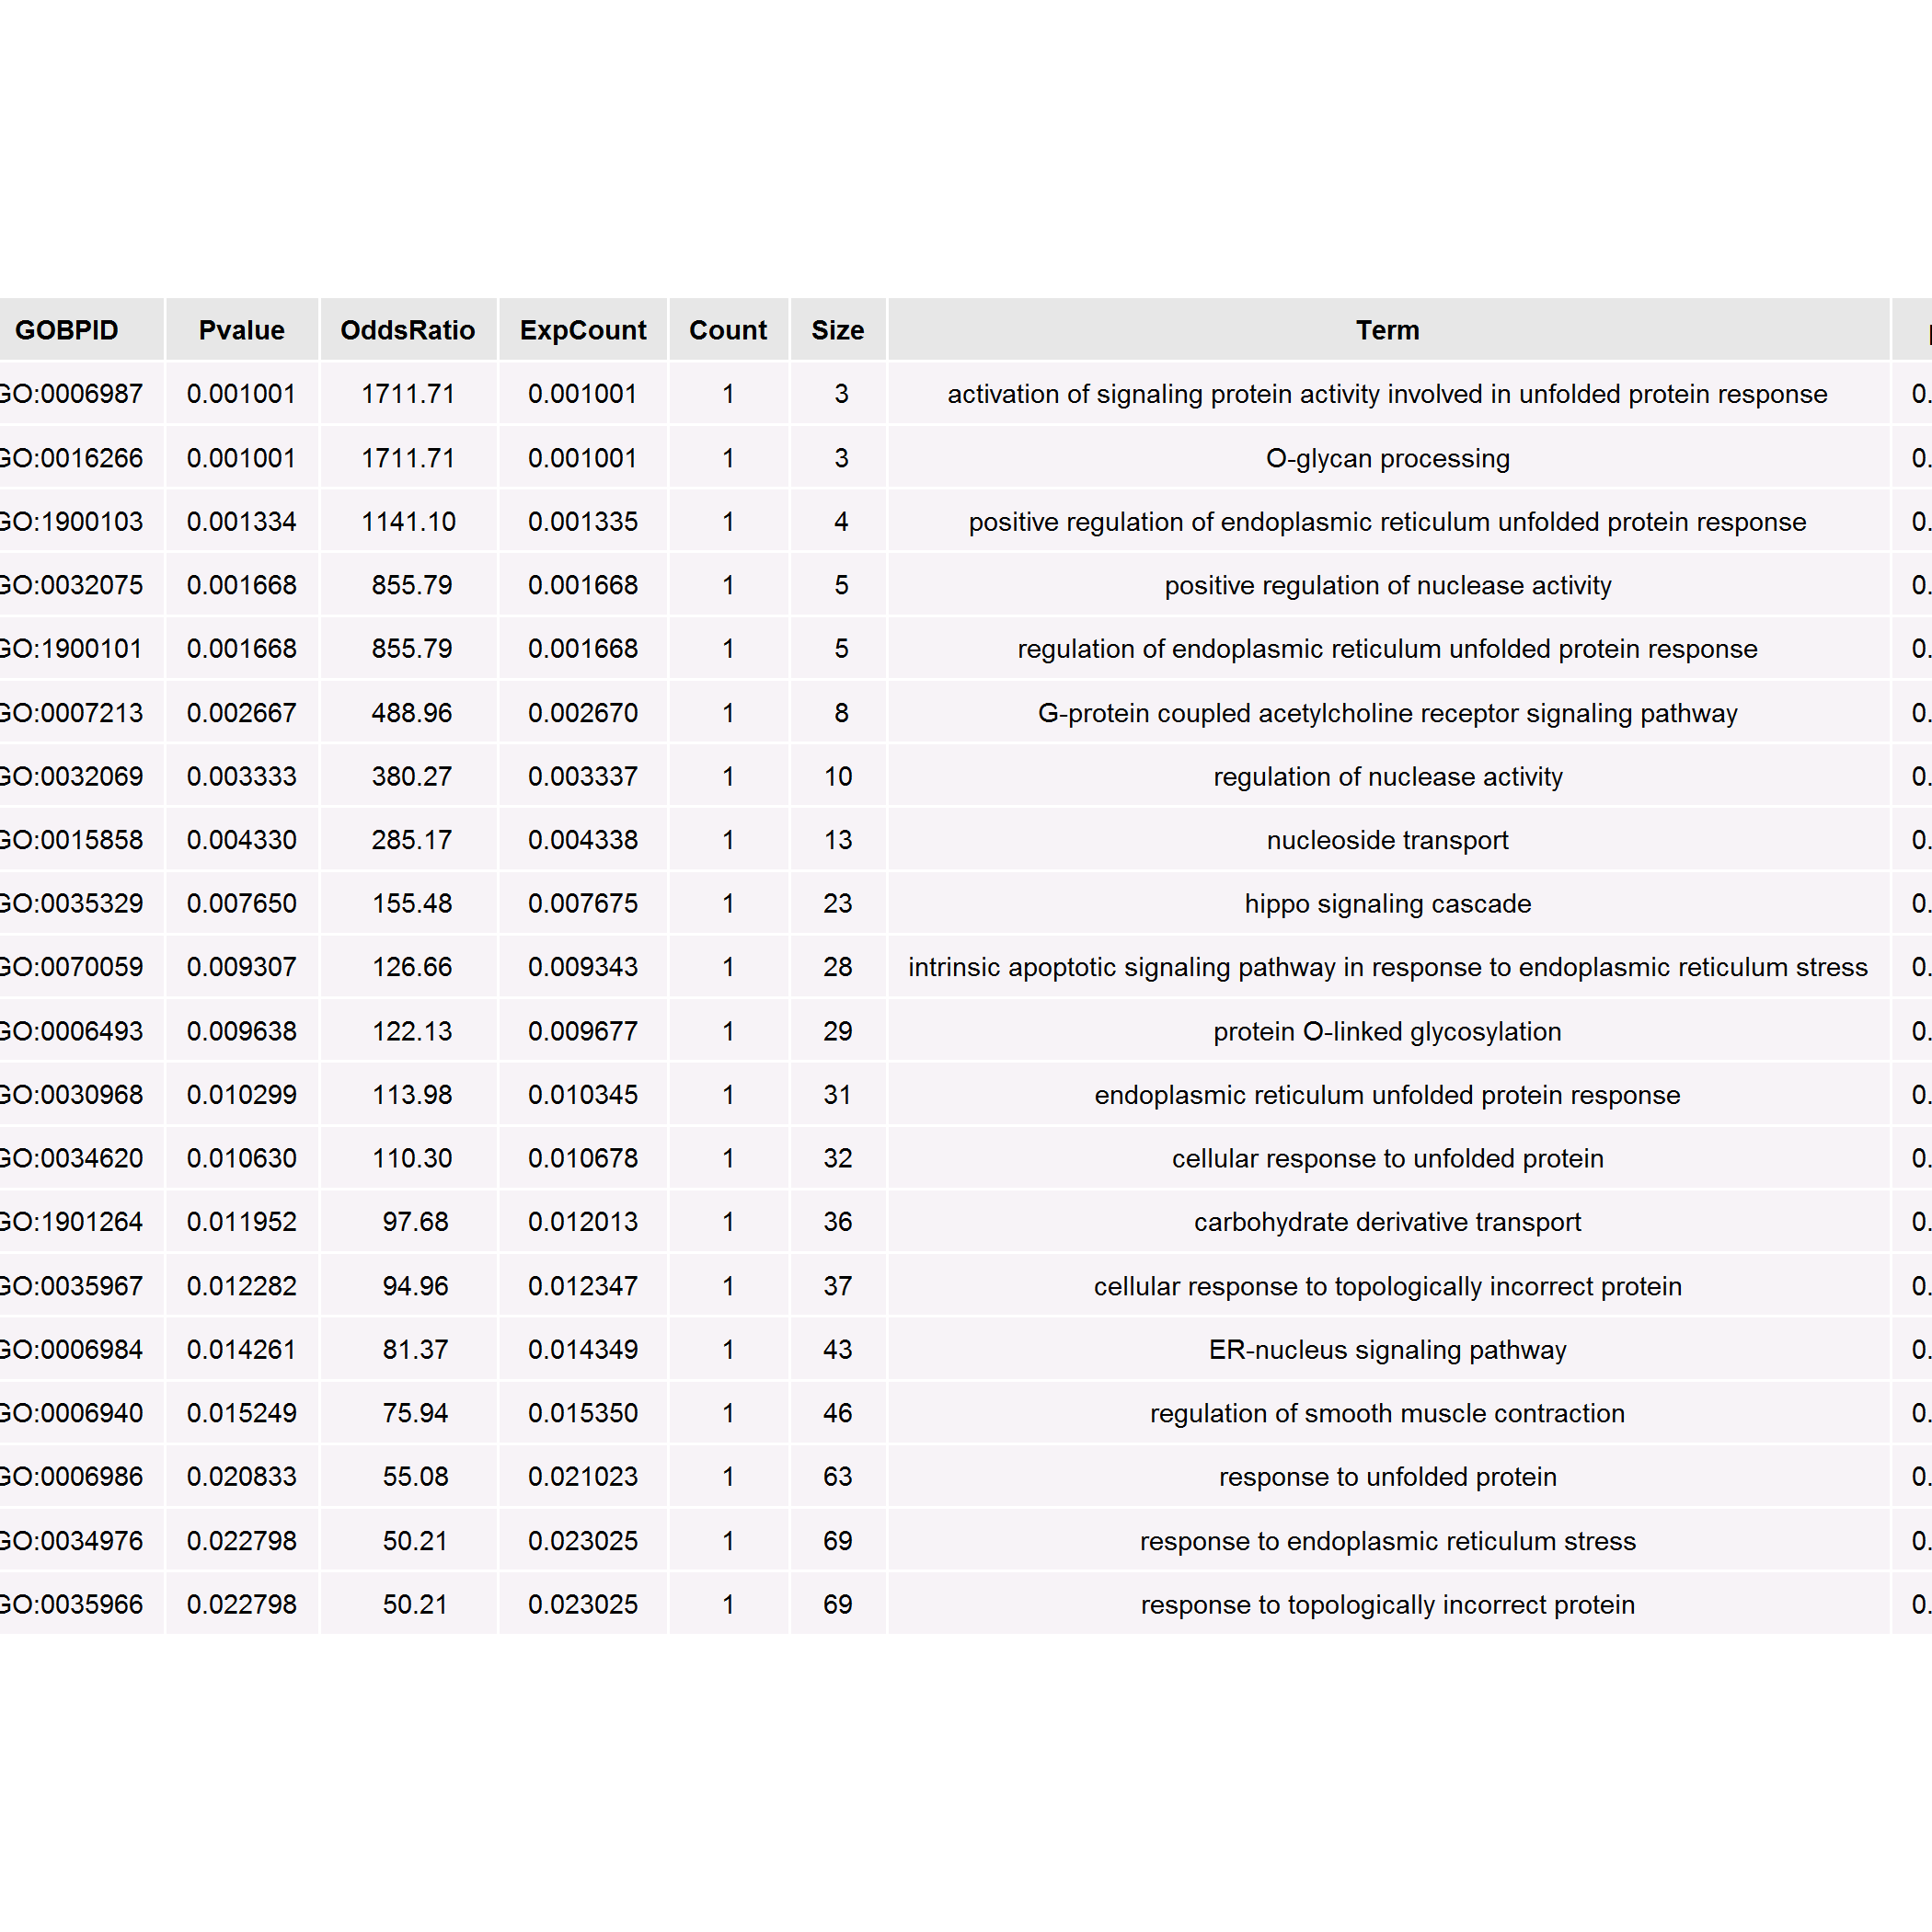 GOBPID Pvalue OddsRatio ExpCount Count Size Term
GO:0006987 0.001001 1711.71 0.001001 1 3 activation of signaling protein activity involved in unfolded protein response 0.
GO:0016266 0.001001 1711.71 0.001001 1 3 O-glycan processing 0.
GO:1900103 0.001334 1141.10 0.001335 1 4 positive regulation of endoplasmic reticulum unfolded protein response 0.
GO:0032075 0.001668 855.79 0.001668 1 5 positive regulation of nuclease activity 0.
GO:1900101 0.001668 855.79 0.001668 1 5 regulation of endoplasmic reticulum unfolded protein response 0.
GO:0007213 0.002667 488.96 0.002670 1 8 G-protein coupled acetylcholine receptor signaling pathway 0.
GO:0032069 0.003333 380.27 0.003337 1 10 regulation of nuclease activity 0.
GO:0015858 0.004330 285.17 0.004338 1 13 nucleoside transport 0.
GO:0035329 0.007650 155.48 0.007675 1 23 hippo signaling cascade 0.
GO:0070059 0.009307 126.66 0.009343 1 28 intrinsic apoptotic signaling pathway in response to endoplasmic reticulum stress 0.
GO:0006493 0.009638 122.13 0.009677 1 29 protein O-linked glycosylation 0.
GO:0030968 0.010299 113.98 0.010345 1 31 endoplasmic reticulum unfolded protein response 0.
GO:0034620 0.010630 110.30 0.010678 1 32 cellular response to unfolded protein 0.
GO:1901264 0.011952 97.68 0.012013 1 36 carbohydrate derivative transport 0.
GO:0035967 0.012282 94.96 0.012347 1 37 cellular response to topologically incorrect protein 0.
GO:0006984 0.014261 81.37 0.014349 1 43 ER-nucleus signaling pathway 0.
GO:0006940 0.015249 75.94 0.015350 1 46 regulation of smooth muscle contraction 0.
GO:0006986 0.020833 55.08 0.021023 1 63 response to unfolded protein 0.
GO:0034976 0.022798 50.21 0.023025 1 69 response to endoplasmic reticulum stress 0.
GO:0035966 0.022798 50.21 0.023025 1 69 response to topologically incorrect protein 0.